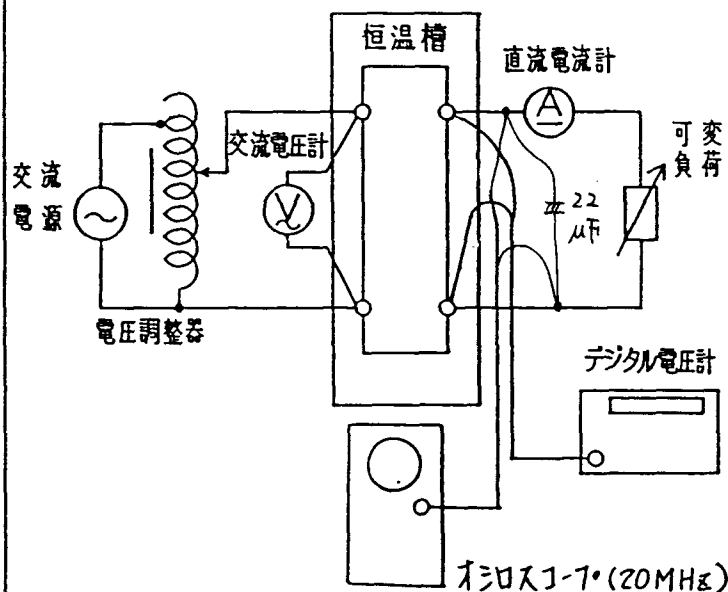 恒温槽
直流電流計
可変
負荷
交流電圧計
交流
電源
V
A
22
μF
電圧調整器
デジタル電圧計
オシロスコープ(20MHz)